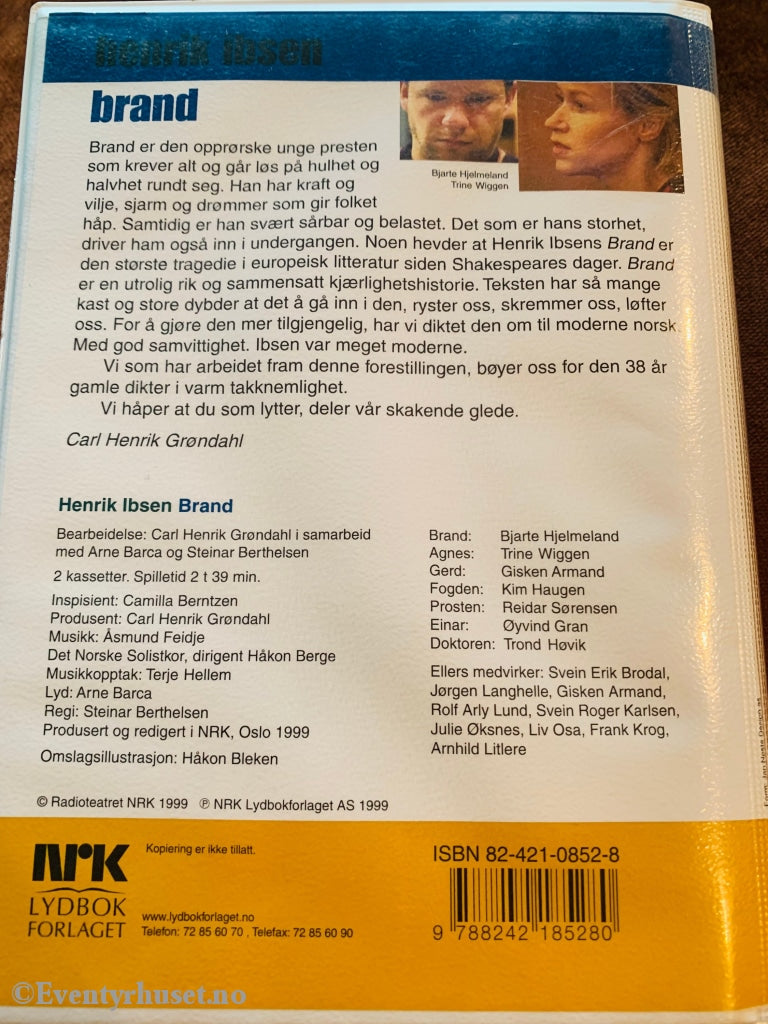 henrik ibsen
brand
Bjarte Hjelmeland
Trine Wiggen
Brand er den opprørske unge presten
som krever alt og går løs på hulhet og
halvhet rundt seg. Han har kraft og
vilje, sjarm og drømmer som gir folket
håp. Samtidig er han svært sårbar og belastet. Det som er hans storhet,
driver ham også inn i undergangen. Noen hevder at Henrik Ibsens Brand er
den største tragedie i europeisk litteratur siden Shakespeares dager. Brand
er en utrolig rik og sammensatt kjærlighetshistorie. Teksten har så mange
kast og store dybder at det å gå inn i den, ryster oss, skremmer oss, løfter
oss. For å gjøre den mer tilgjengelig, har vi diktet den om til moderne norsk
Med god samvittighet. Ibsen var meget moderne.
Vi som har arbeidet fram denne forestillingen, bøyer oss for den 38 år
gamle dikter i varm takknemlighet.
Vi håper at du som lytter, deler vår skakende glede.
Carl Henrik Grøndahl
Henrik Ibsen Brand
Bearbeidelse: Carl Henrik Grøndahl i samarbeid
med Arne Barca og Steinar Berthelsen
2 kassetter. Spilletid 2 t 39 min.
Inspisient: Camilla Berntzen
Produsent: Carl Henrik Grøndahl
Musikk: Åsmund Feidje
Det Norske Solistkor, dirigent Håkon Berge
Musikkopptak: Terje Hellem
Lyd: Arne Barca
Regi: Steinar Berthelsen
Produsert og redigert i NRK, Oslo 1999
Omslagsillustrasjon: Håkon Bleken
Brand: Bjarte Hjelmeland
Agnes: Trine Wiggen
Gerd: Gisken Armand
Fogden: Kim Haugen
Prosten: Reidar Sørensen
Einar: Øyvind Gran
Doktoren: Trond Høvik
Ellers medvirker: Svein Erik Brodal,
Jørgen Langhelle, Gisken Armand,
Rolf Arly Lund, Svein Roger Karlsen,
Julie Øksnes, Liv Osa, Frank Krog,
Arnhild Litlere
© Radioteatret NRK 1999 ℗ NRK Lydbokforlaget AS 1999
NRK
LYDBOK
FORLAGET
Kopiering er ikke tillatt.
www.lydbokforlaget.no
Telefon: 72 85 60 70 . Telefax: 72 85 60 90
ISBN 82-421-0852-8
9 788242 185280
©Eventyrhuset.no